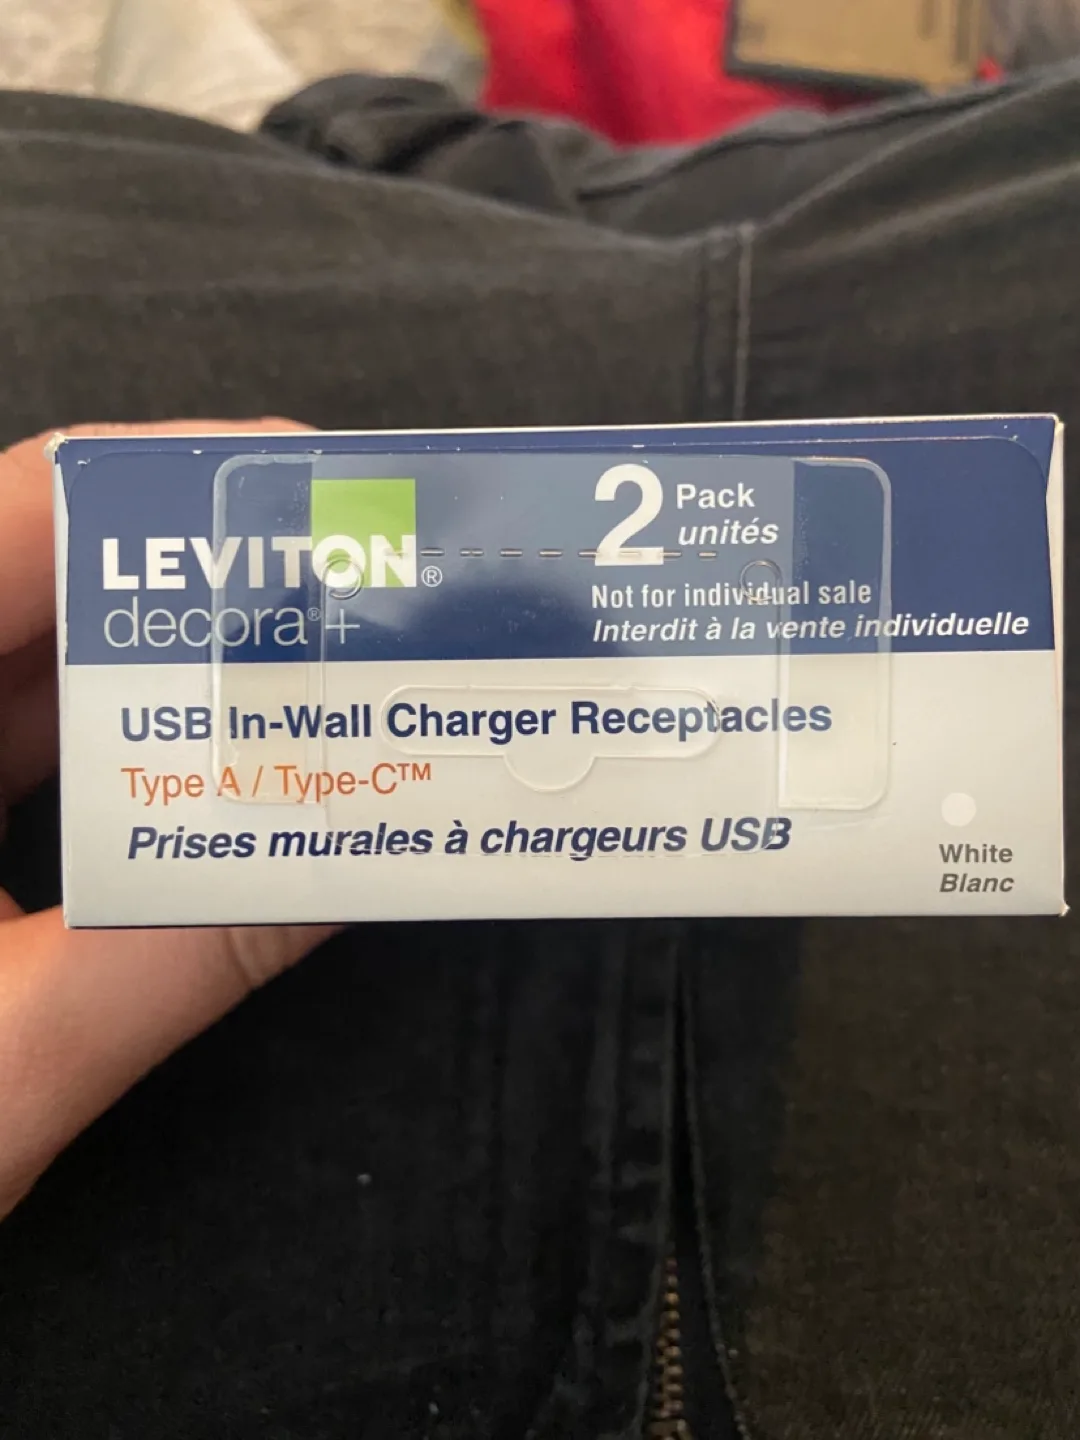 LEVITON®
decora®+
2 Pack
unités
Not for individual sale
Interdit à la vente individuelle
USB In-Wall Charger Receptacles
Type A / Type-C™
Prises murales à chargeurs USB
White
Blanc